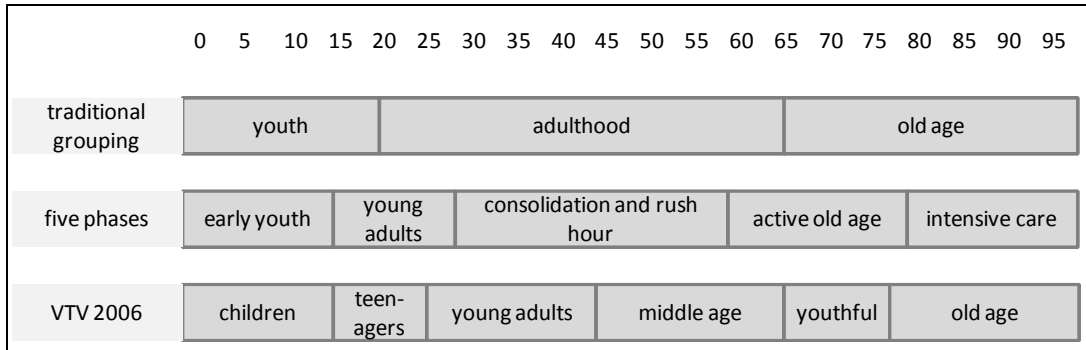 0 5 10 15 20 25 30 35 40 45 50 55 60 65 70 75 80 85 90 95
traditional
grouping
youth adulthood old age
five phases
early youth
young
adults
consolidation and rush
hour
active old age
intensive care
VTV 2006
children
teen-
agers
young adults
middle age
youthful
old age